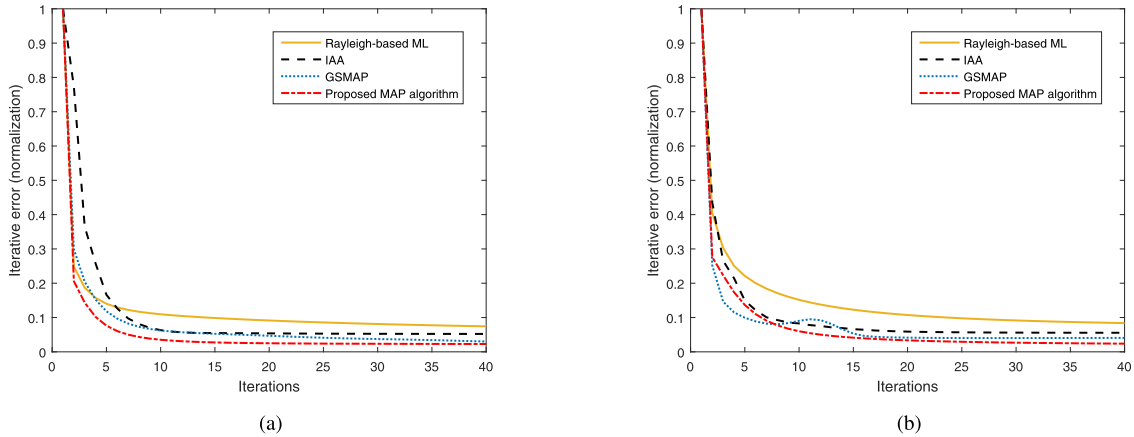 1
0.9
0.8
0.7
0.6
0.5
0.4
0.3
0.2
0.1
0
Iterative error (normalization)
Rayleigh-based ML
IAA
GSMAP
Proposed MAP algorithm
0 5 10 15 20 25 30 35 40
Iterations
(a)
1
0.9
0.8
0.7
0.6
0.5
0.4
0.3
0.2
0.1
0
Iterative error (normalization)
Rayleigh-based ML
IAA
GSMAP
Proposed MAP algorithm
0 5 10 15 20 25 30 35 40
Iterations
(b)